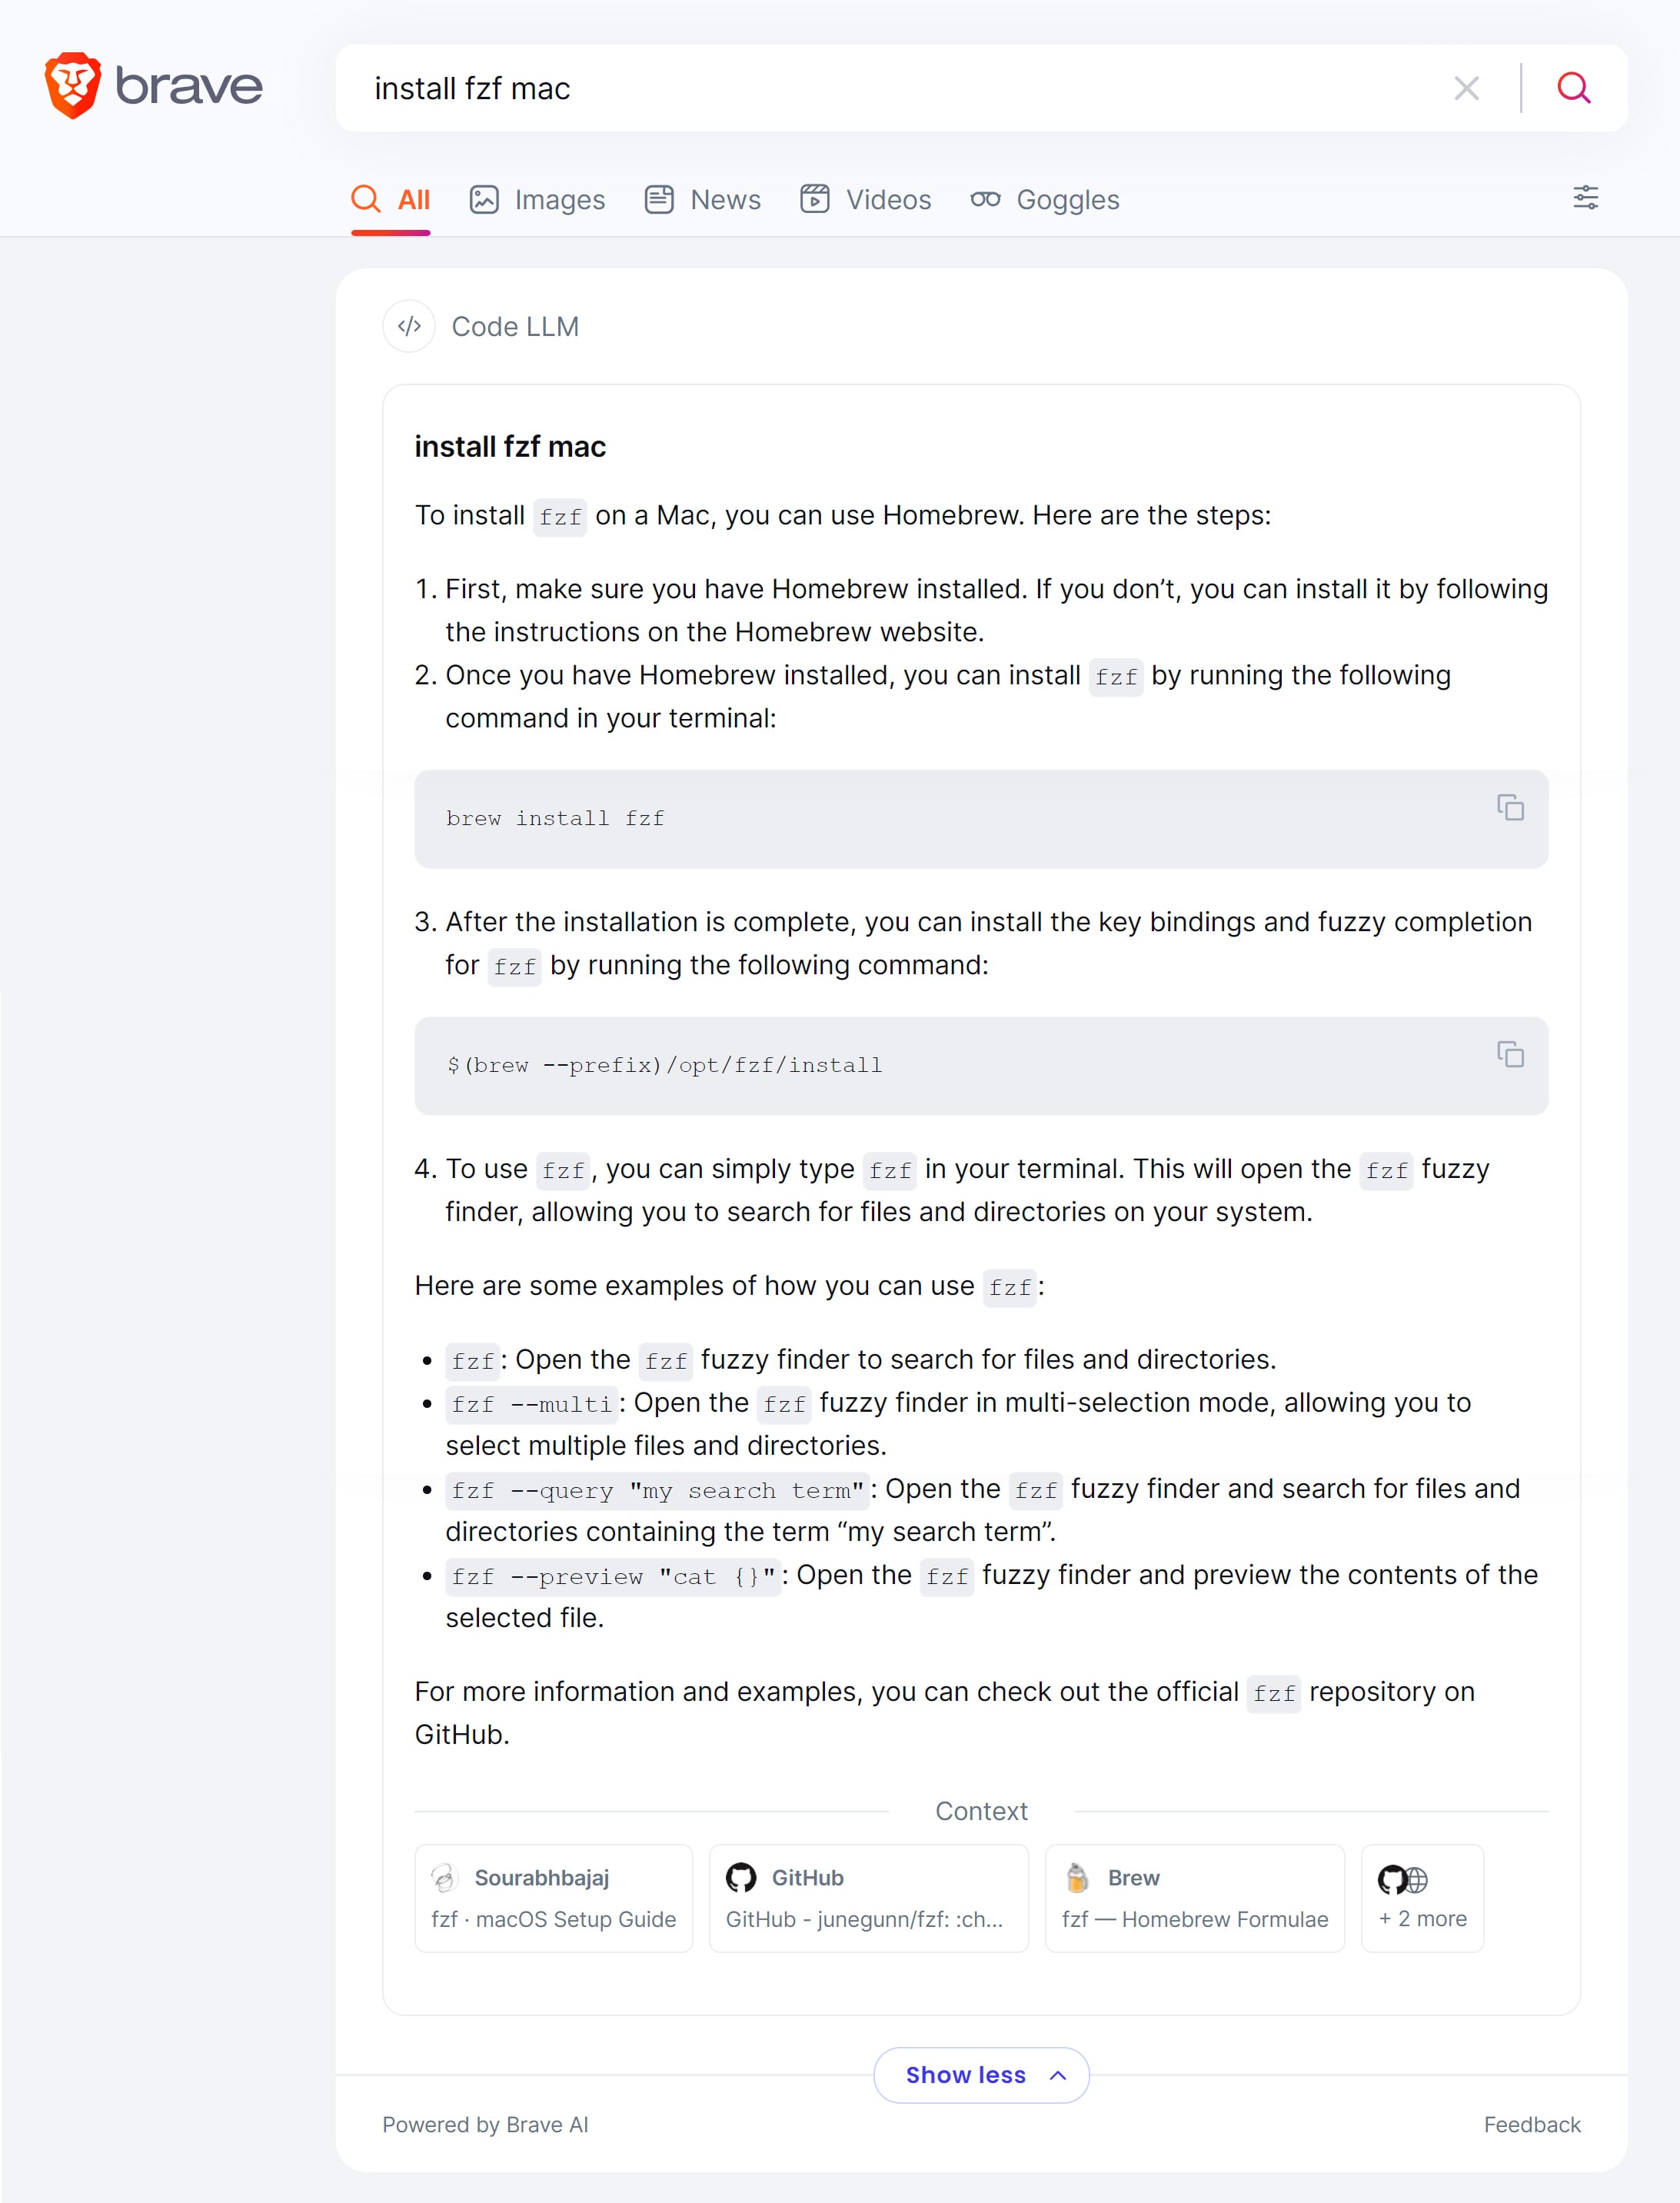 brave
install fzf mac
All
Images
News
Videos
Goggles
</> Code LLM
install fzf mac
To install fzf on a Mac, you can use Homebrew. Here are the steps:
1. First, make sure you have Homebrew installed. If you don’t, you can install it by following
the instructions on the Homebrew website.
2. Once you have Homebrew installed, you can install fzf by running the following
command in your terminal:
brew install fzf
3. After the installation is complete, you can install the key bindings and fuzzy completion
for fzf by running the following command:
$(brew --prefix)/opt/fzf/install
4. To use fzf, you can simply type fzf in your terminal. This will open the fzf fuzzy
finder, allowing you to search for files and directories on your system.
Here are some examples of how you can use fzf:
• fzf: Open the fzf fuzzy finder to search for files and directories.
• fzf --multi: Open the fzf fuzzy finder in multi-selection mode, allowing you to
select multiple files and directories.
• fzf --query "my search term": Open the fzf fuzzy finder and search for files and
directories containing the term “my search term”.
• fzf --preview "cat {}": Open the fzf fuzzy finder and preview the contents of the
selected file.
For more information and examples, you can check out the official fzf repository on
GitHub.
Context
Sourabhbajaj
fzf · macOS Setup Guide
GitHub
GitHub - junegunn/fzf: :ch...
Brew
fzf — Homebrew Formulae
+ 2 more
Show less
Powered by Brave AI
Feedback